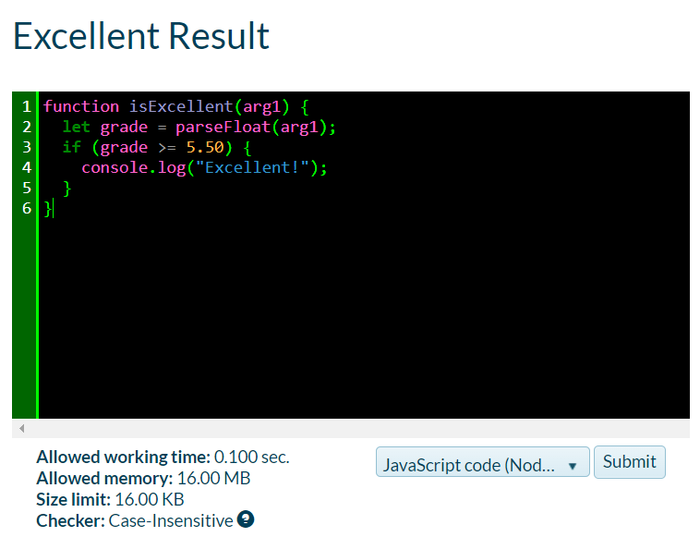 Excellent Result
1 function isExcellent(arg1) {
2 let grade = parseFloat(arg1);
3 if (grade >= 5.50) {
4 console.log("Excellent!");
5 }
6 }
Allowed working time: 0.100 sec.
Allowed memory: 16.00 MB
Size limit: 16.00 KB
Checker: Case-Insensitive ?
JavaScript code (Nod... Submit